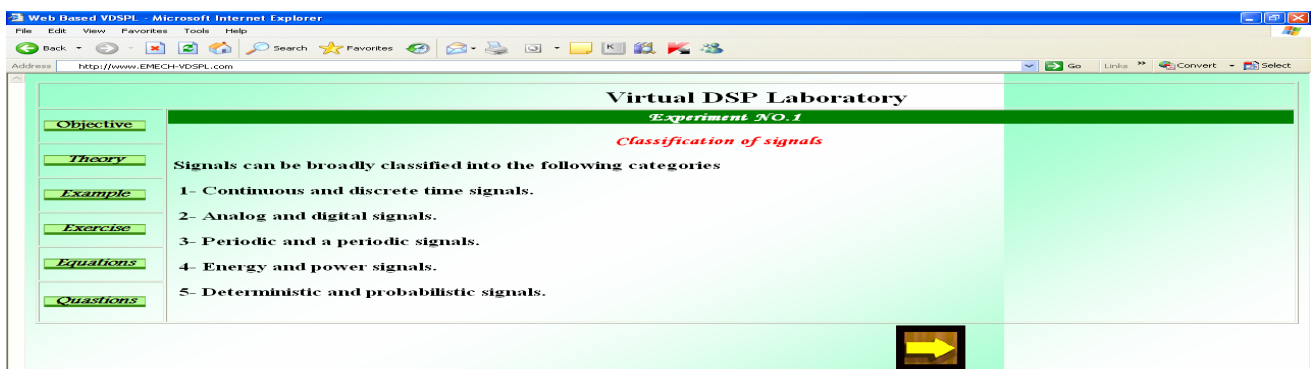 Web Based VDSPL - Microsoft Internet Explorer
File Edit View Favorites Tools Help
Back Search Favorites
Address http://www.EMECH-VDSPL.com Go Links » Convert Select
Virtual DSP Laboratory
Experiment NO.1
Classification of signals
Objective
Theory
Example
Exercise
Equations
Quastions
Signals can be broadly classified into the following categories
1- Continuous and discrete time signals.
2- Analog and digital signals.
3- Periodic and a periodic signals.
4- Energy and power signals.
5- Deterministic and probabilistic signals.